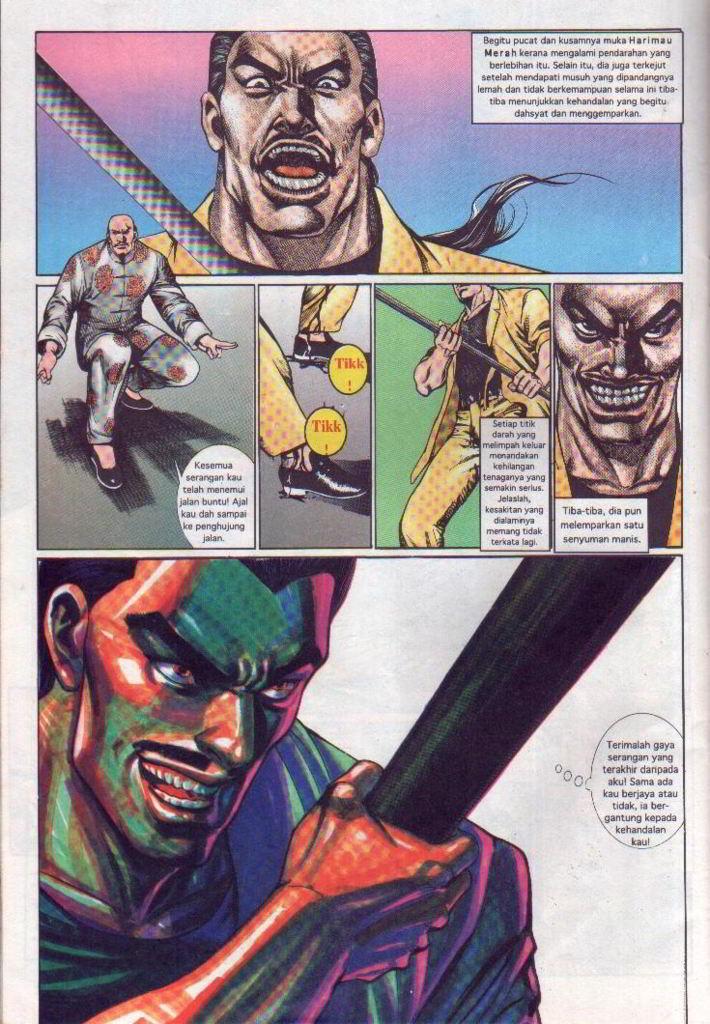 Begitu pucat dan kusamnya muka Harimau
Merah kerana mengalami pendarahan yang
berlebihan itu. Selain itu, dia juga terkejut
setelah mendapati musuh yang dipandangnya
lemah dan tidak berkemampuan selama ini tiba-
tiba menunjukkan kehandalan yang begitu
dahsyat dan menggemparkan.
Kesemua
serangan kau
telah menemui
jalan buntu! Ajal
kau dah sampai
ke penghujung
jalan.
Tikk
!
Tikk
!
Setiap titik
darah yang
melimpah keluar
menandakan
kehilangan
tenaganya yang
semakin serius.
Jelaslah,
kesakitan yang
dialaminya
memang tidak
terkata lagi.
Tiba-tiba, dia pun
melemparkan satu
senyuman manis.
Terimalah gaya
serangan yang
terakhir daripada
aku! Sama ada
kau berjaya atau
tidak, ia ber-
gantung kepada
kehandalan
kau!